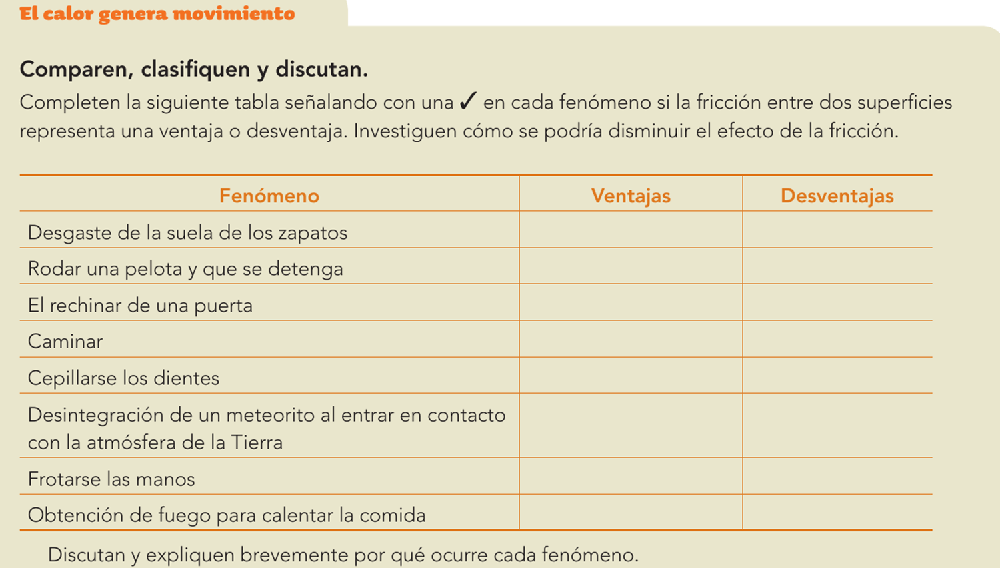 El calor genera movimiento
Comparen, clasifiquen y discutan.
Completen la siguiente tabla señalando con una ✓ en cada fenómeno si la fricción entre dos superficies
representa una ventaja o desventaja. Investiguen cómo se podría disminuir el efecto de la fricción.
Fenómeno Ventajas Desventajas
Desgaste de la suela de los zapatos
Rodar una pelota y que se detenga
El rechinar de una puerta
Caminar
Cepillarse los dientes
Desintegración de un meteorito al entrar en contacto
con la atmósfera de la Tierra
Frotarse las manos
Obtención de fuego para calentar la comida
Discutan y expliquen brevemente por qué ocurre cada fenómeno.